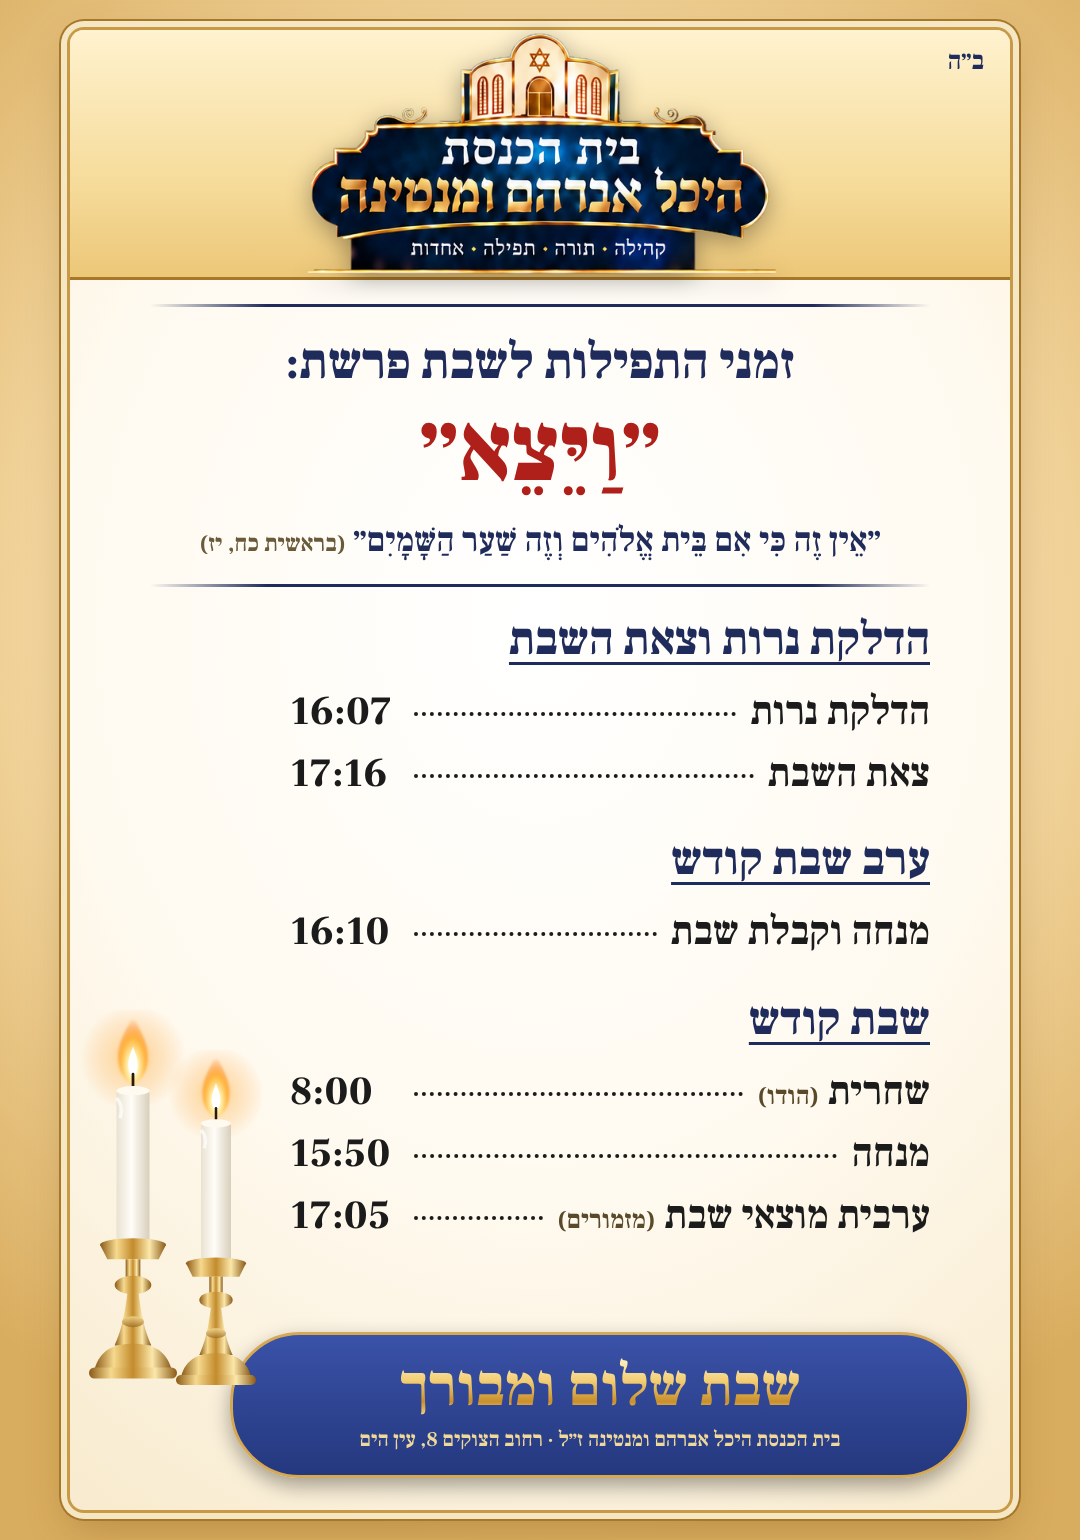 ב״ה
בית הכנסת
היכל אברהם ומנטינה
קהילה • תורה • תפילה • אחדות
זמני התפילות לשבת פרשת:
״וַיֵּצֵא״
״אֵין זֶה כִּי אִם בֵּית אֱלֹהִים וְזֶה שַׁעַר הַשָּׁמָיִם״ (בראשית כח, יז)
הדלקת נרות וצאת השבת
הדלקת נרות 16:07
צאת השבת 17:16
ערב שבת קודש
מנחה וקבלת שבת 16:10
שבת קודש
שחרית (הודו) 8:00
מנחה 15:50
ערבית מוצאי שבת (מזמורים) 17:05
שבת שלום ומבורך
בית הכנסת היכל אברהם ומנטינה ז״ל · רחוב הצוקים 8, עין הים